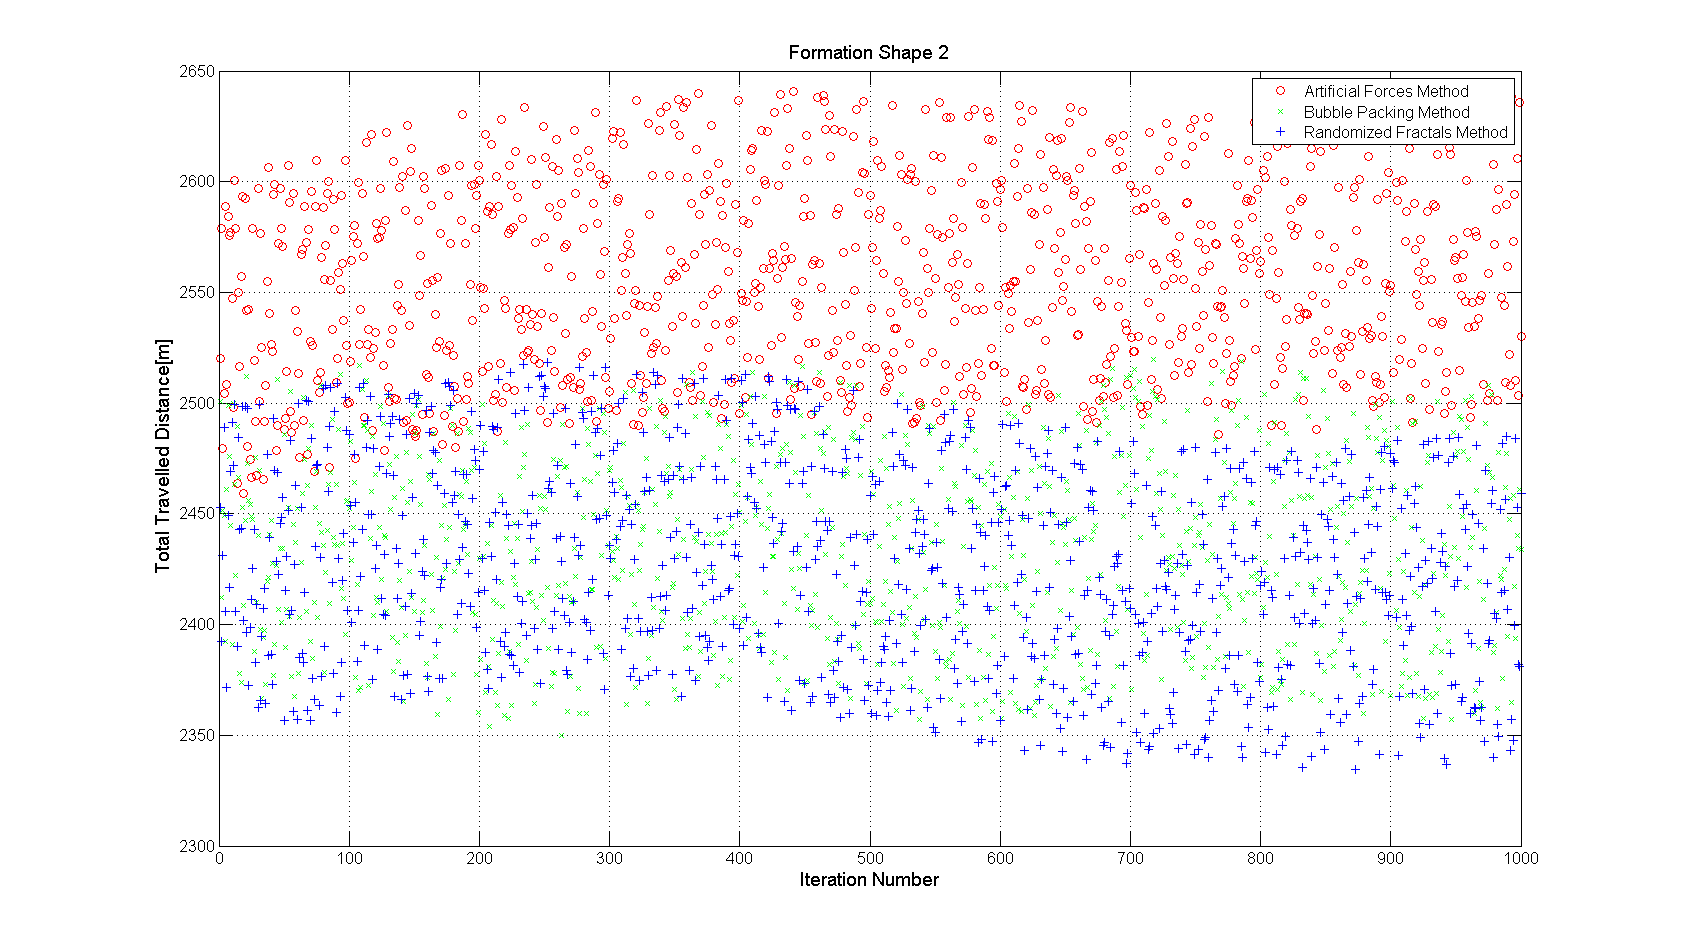 Formation Shape 2
2650
2600
2550
2500
2450
2400
2350
2300
Total Travelled Distance[m]
Artificial Forces Method
Bubble Packing Method
Randomized Fractals Method
0 100 200 300 400 500 600 700 800 900 1000
Iteration Number